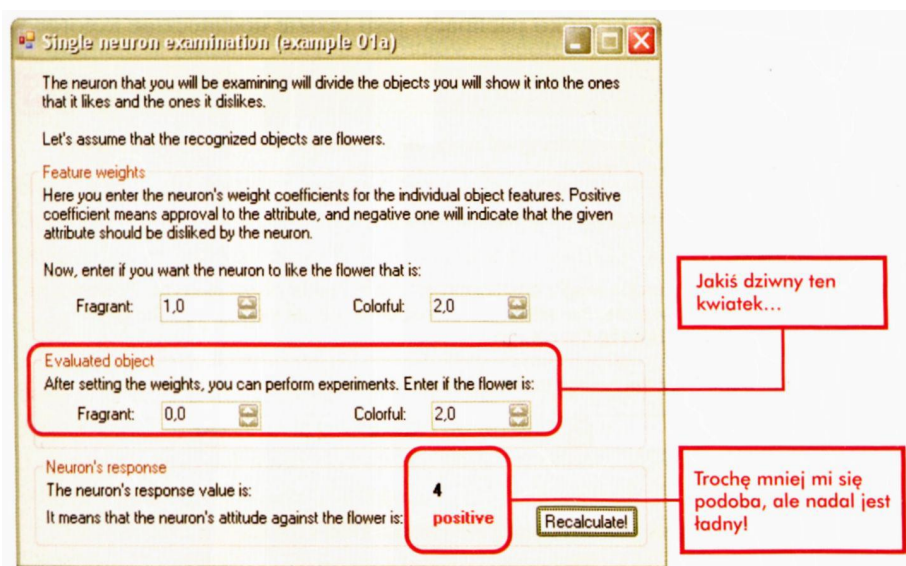 Single neuron examination (example 01a)
The neuron that you will be examining will divide the objects you will show it into the ones
that it likes and the ones it dislikes.
Let's assume that the recognized objects are flowers.
Feature weights
Here you enter the neuron's weight coefficients for the individual object features. Positive
coefficient means approval to the attribute, and negative one will indicate that the given
attribute should be disliked by the neuron.
Now, enter if you want the neuron to like the flower that is:
Fragrant: 1,0 Colorful: 2,0
Jakiś dziwny ten
kwiatek...
Evaluated object
After setting the weights, you can perform experiments. Enter if the flower is:
Fragrant: 0,0 Colorful: 2,0
Neuron's response
The neuron's response value is: 4
It means that the neuron's attitude against the flower is: positive Recalculate!
Trochę mniej mi się
podoba, ale nadal jest
ładny!